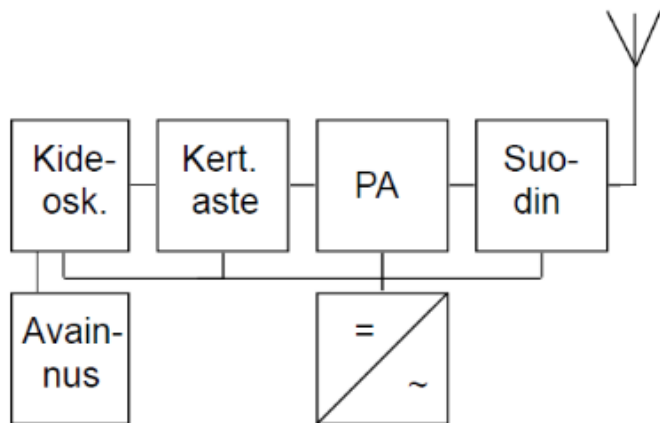 Kide-
osk.
Kert.
aste
PA
Suo-
din
Avain-
nus
=
~